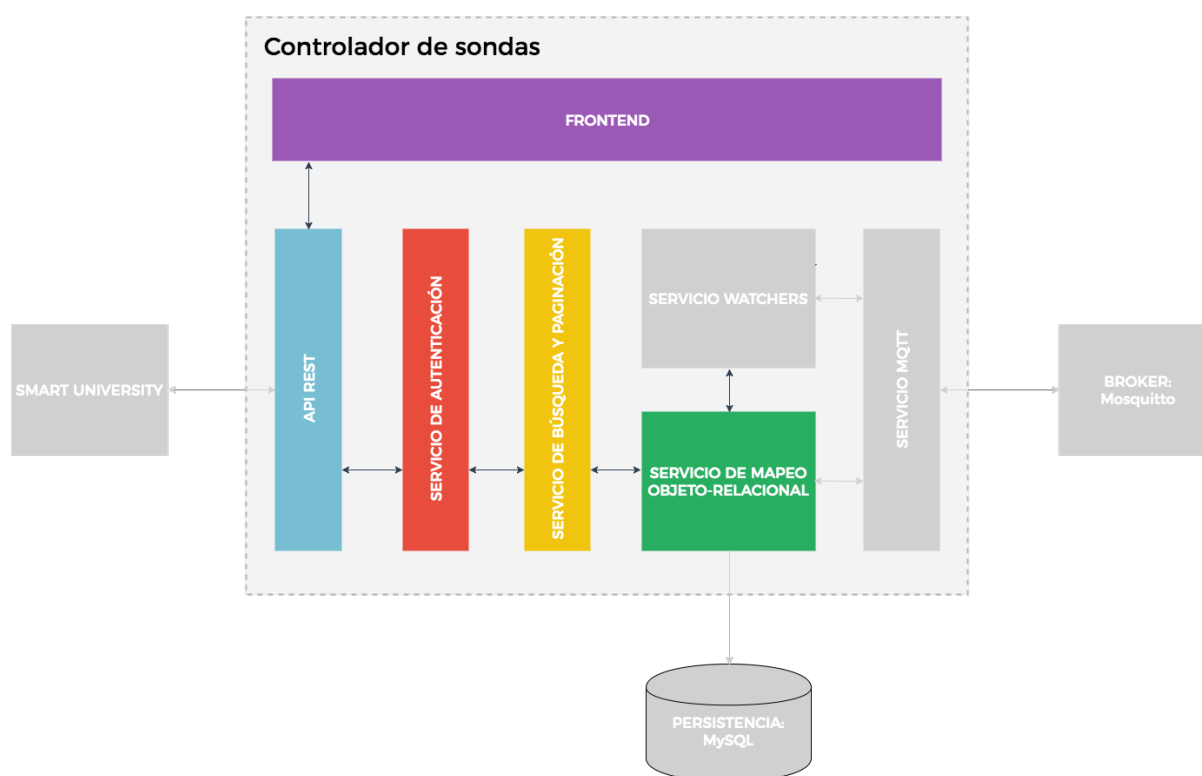 Controlador de sondas
FRONTEND
SMART UNIVERSITY
API REST
SERVICIO DE AUTENTICACIÓN
SERVICIO DE BÚSQUEDA Y PAGINACIÓN
SERVICIO WATCHERS
SERVICIO DE MAPEO
OBJETO-RELACIONAL
SERVICIO MQTT
BROKER:
Mosquitto
PERSISTENCIA:
MySQL